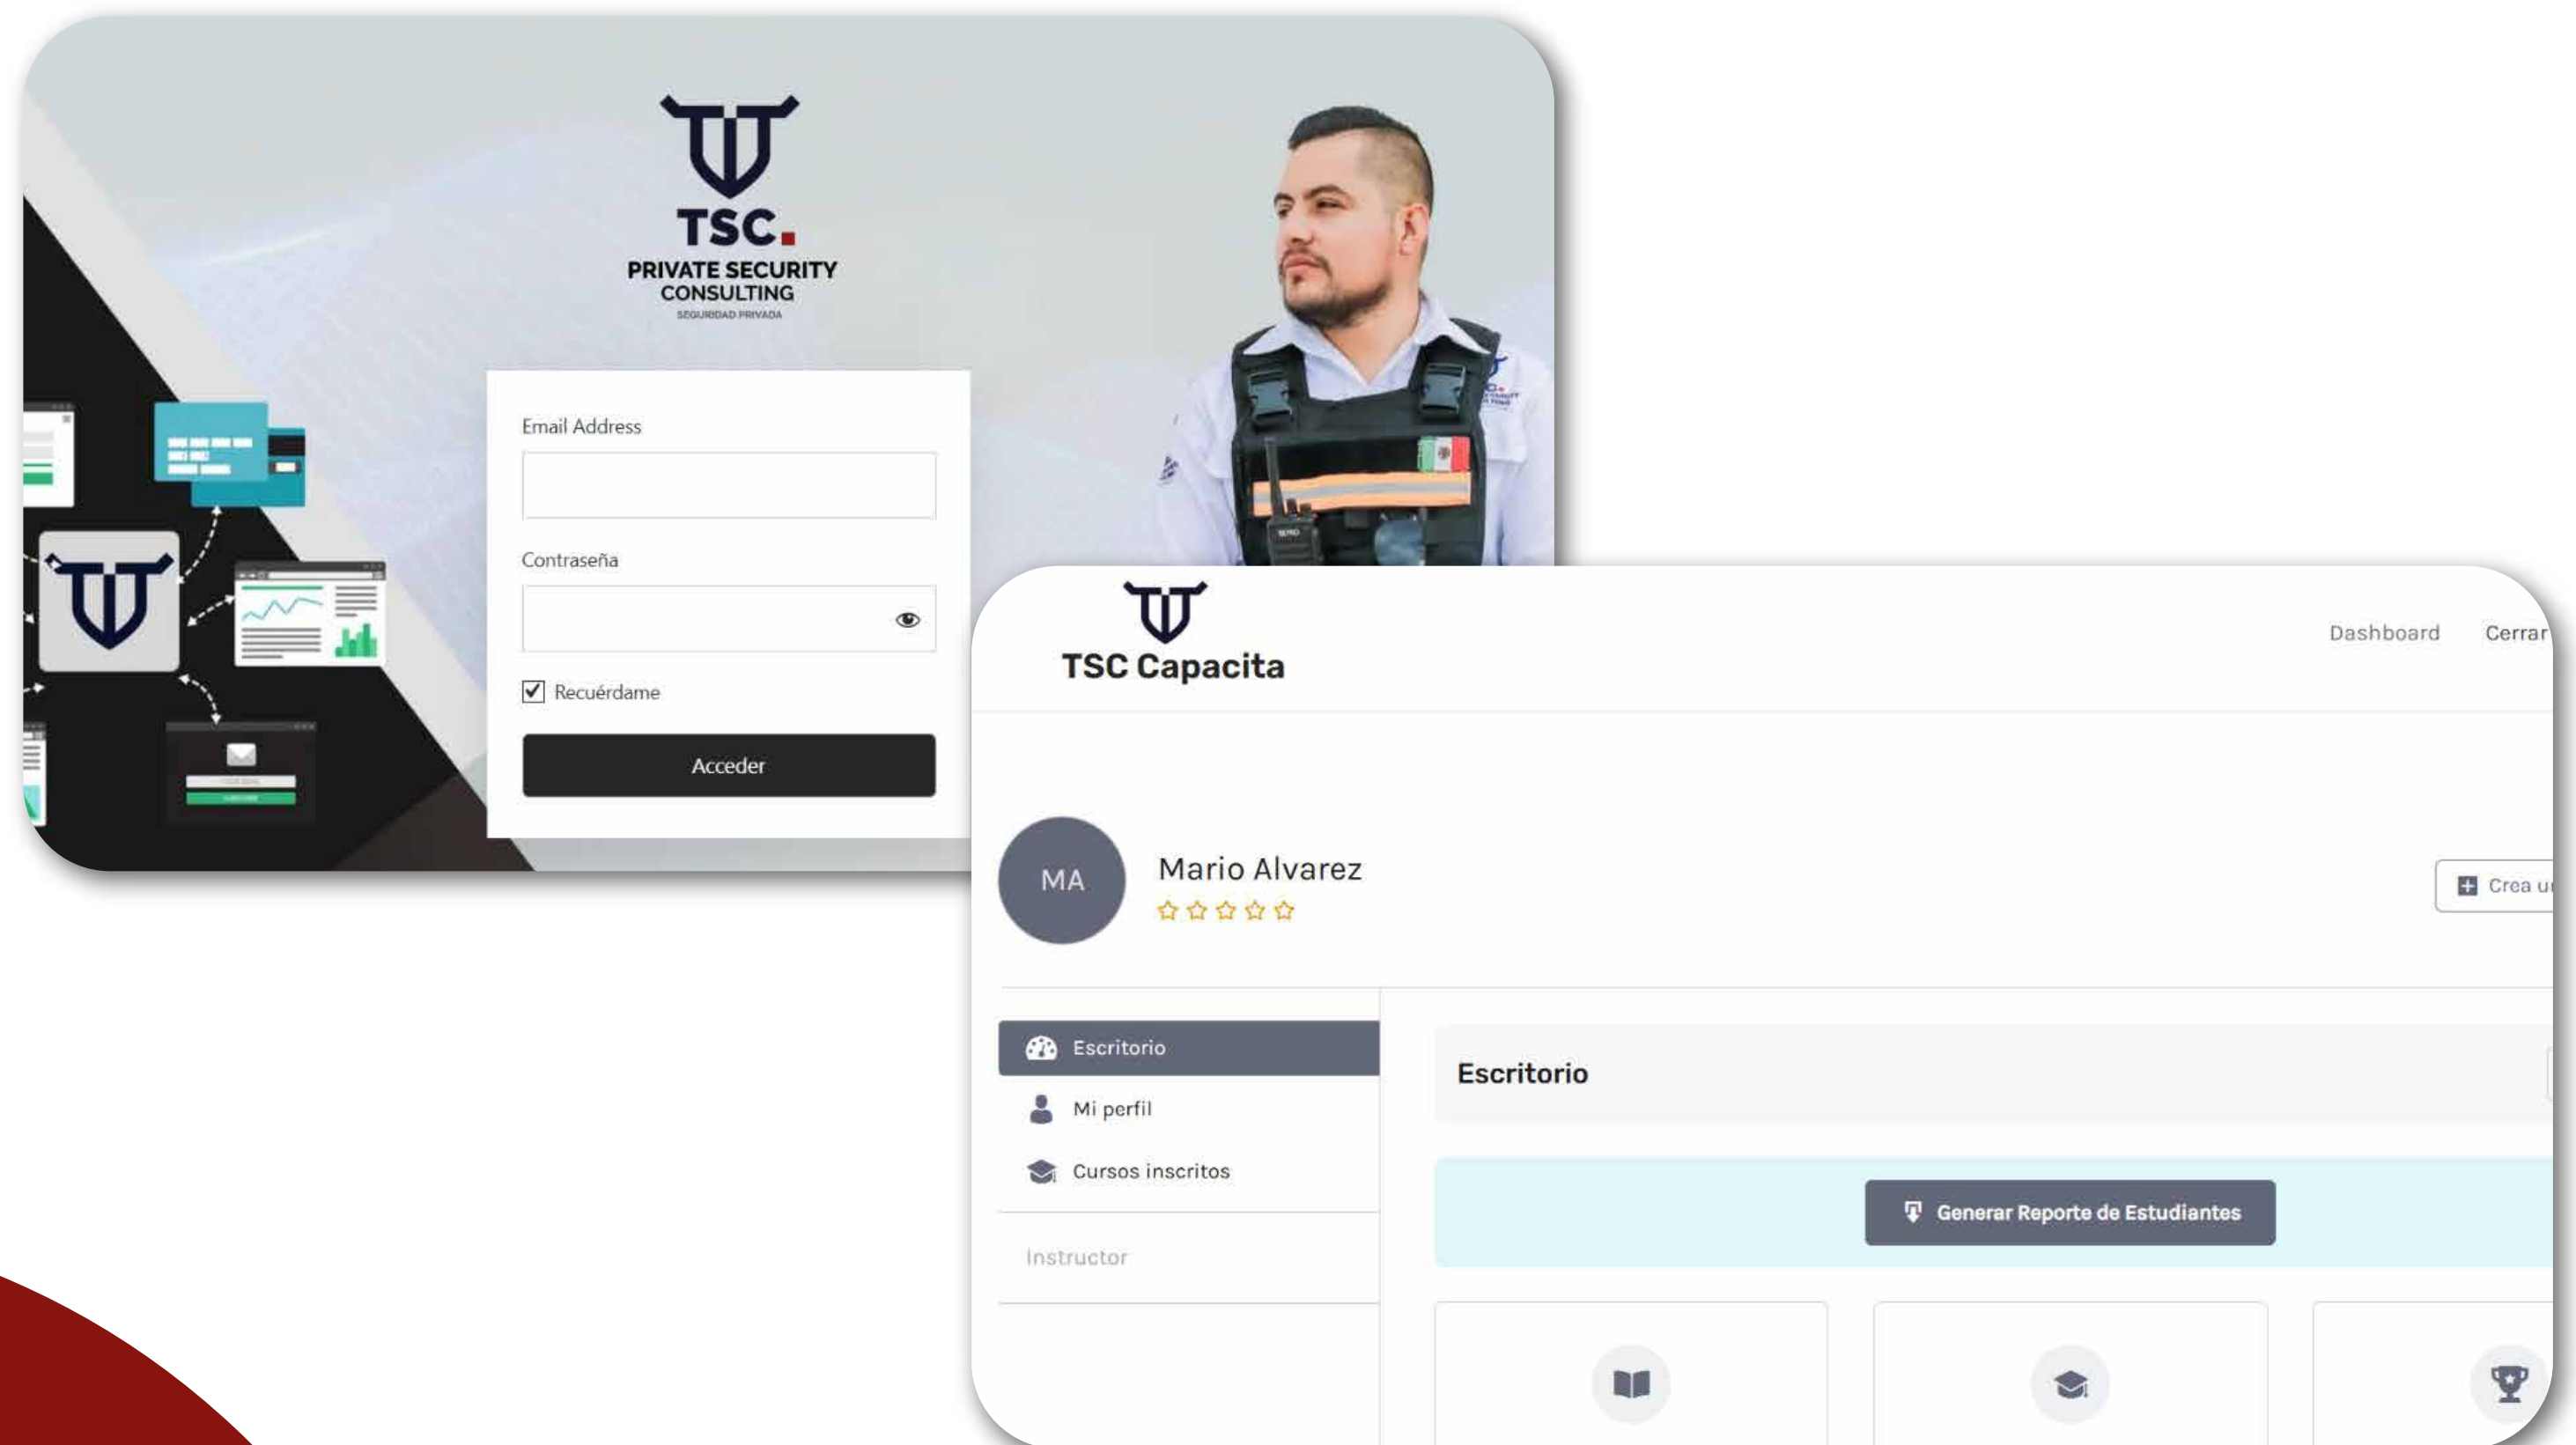 TSC.
PRIVATE SECURITY
CONSULTING
SEGURIDAD PRIVADA
Email Address
Contraseña
Recuérdame
Acceder
TSC Capacita
Dashboard
Cerrar
MA
Mario Alvarez
Crea
Escritorio
Mi perfil
Cursos inscritos
Instructor
Escritorio
Generar Reporte de Estudiantes